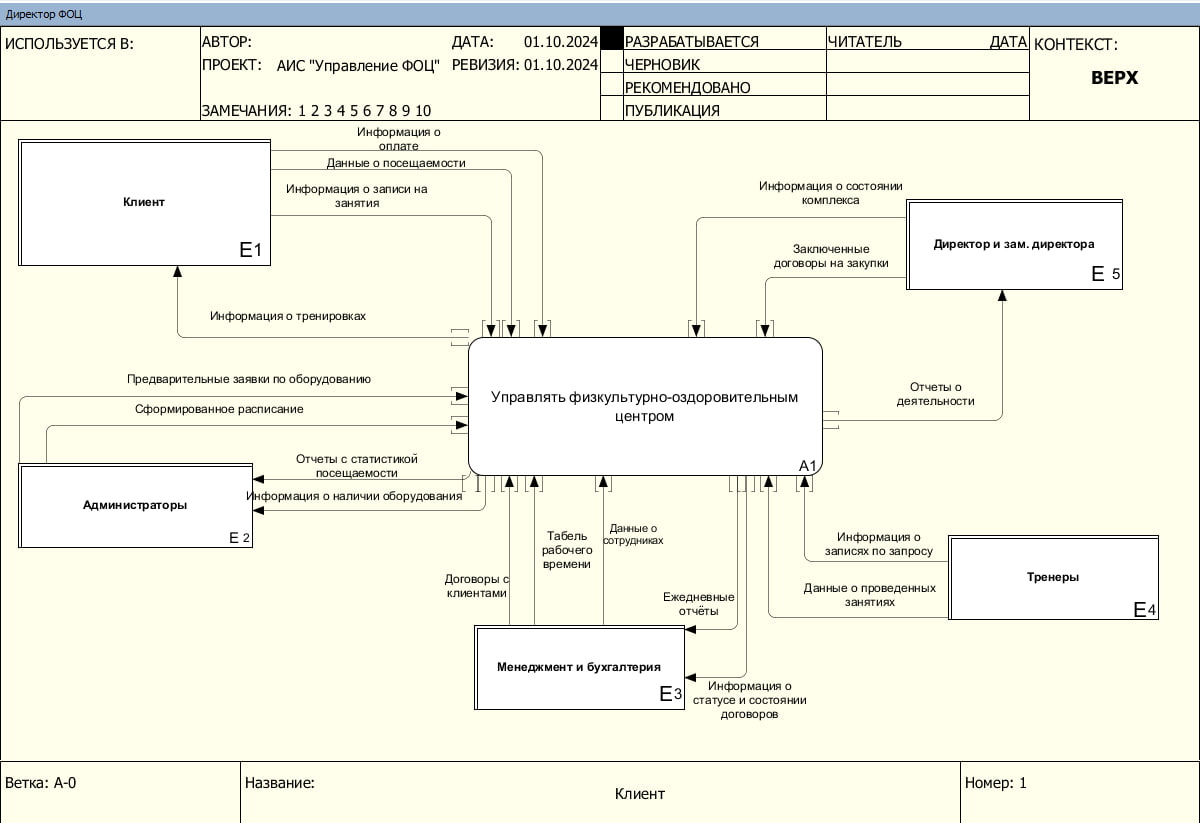 Директор ФОЦ
ИСПОЛЬЗУЕТСЯ В:
АВТОР:
ДАТА: 01.10.2024
ПРОЕКТ: АИС "Управление ФОЦ"
РЕВИЗИЯ: 01.10.2024
ЗАМЕЧАНИЯ: 1 2 3 4 5 6 7 8 9 10
РАЗРАБАТЫВАЕТСЯ
ЧЕРНОВИК
РЕКОМЕНДОВАНО
ПУБЛИКАЦИЯ
ЧИТАТЕЛЬ
ДАТА
КОНТЕКСТ:
ВЕРХ
Информация о
оплате
Данные о посещаемости
Информация о записи на
занятия
Клиент
E1
Информация о тренировках
Информация о состоянии
комплекса
Заключенные
договоры на закупки
Директор и зам. директора
E 5
Отчеты о
деятельности
Предварительные заявки по оборудованию
Сформированное расписание
Управлять физкультурно-оздоровительным
центром
A1
Отчеты с статистикой
посещаемости
Информация о наличии оборудования
Администраторы
E 2
Договоры с
клиентами
Табель
рабочего
времени
Данные о
сотрудниках
Ежедневные
отчёты
Информация о
записях по запросу
Данные о проведенных
занятиях
Тренеры
E4
Менеджмент и бухгалтерия
E3
Информация о
статусе и состоянии
договоров
Ветка: A-0
Название:
Клиент
Номер: 1